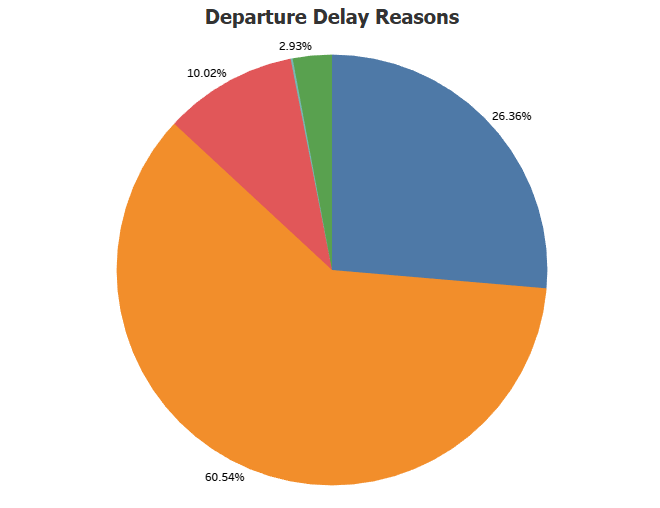 Departure Delay Reasons
2.93%
10.02%
26.36%
60.54%